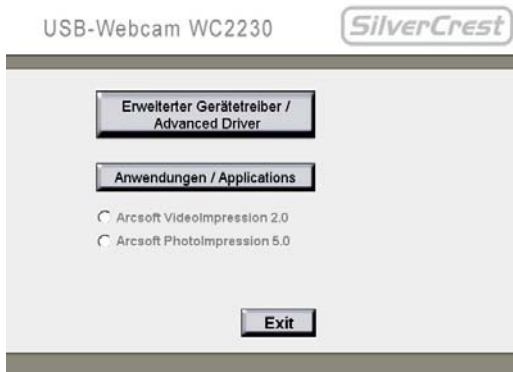 USB-Webcam WC2230
SilverCrest
Erweiterter Gerätetreiber /
Advanced Driver
Anwendungen / Applications
Arcsoft VideoImpression 2.0
Arcsoft PhotoImpression 5.0
Exit